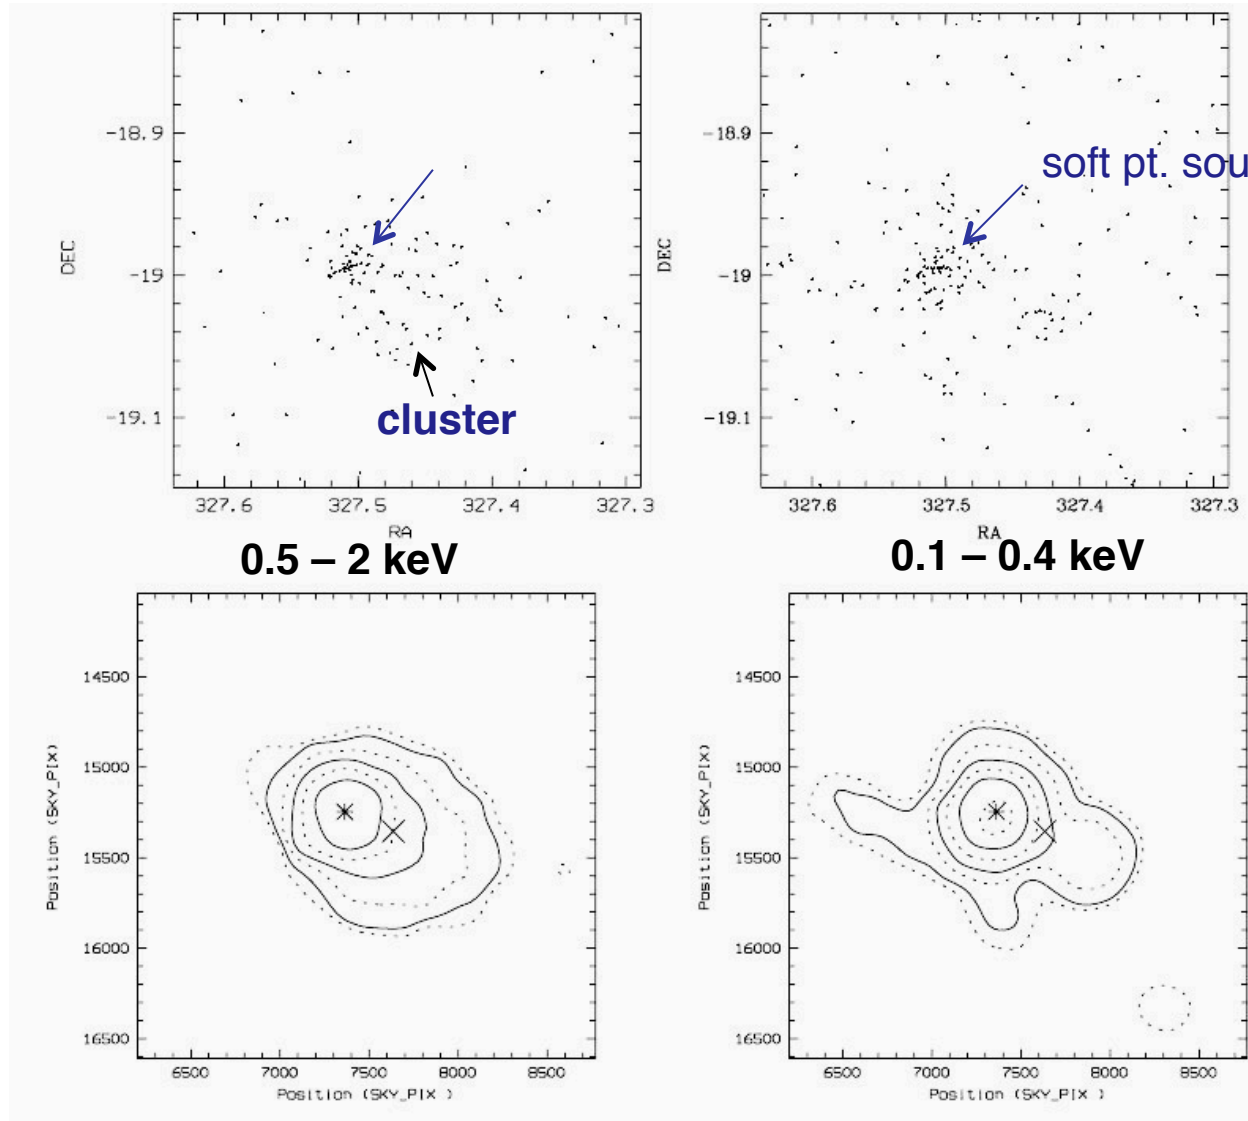 -18.9
-19
-19.1
DEC
cluster
327.6 327.5 327.4 327.3
RA
0.5 – 2 keV
-18.9
-19
-19.1
DEC
soft pt. sou
327.6 327.5 327.4 327.3
RA
0.1 – 0.4 keV
14500
15000
15500
16000
16500
Position (SKY_PIX)
6500 7000 7500 8000 8500
Position (SKY_PIX )
14500
15000
15500
16000
16500
Position (SKY_PIX)
6500 7000 7500 8000 8500
Position (SKY_PIX )